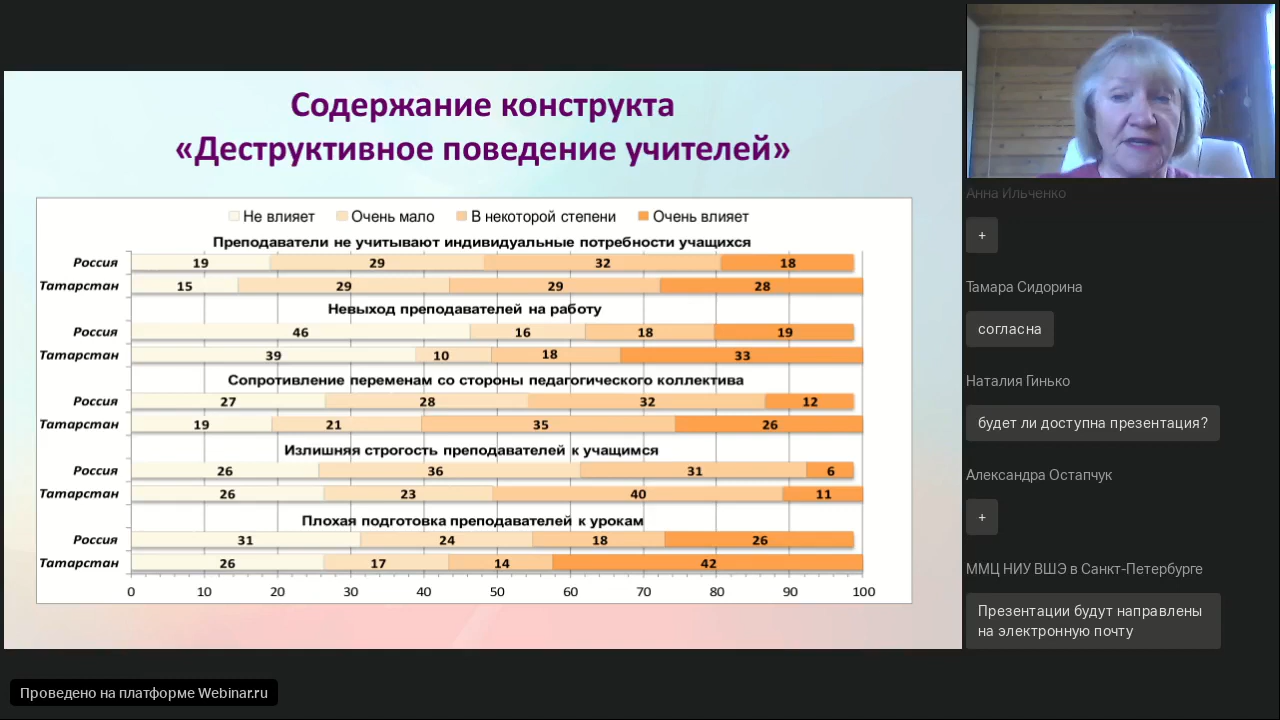 Содержание конструкта
«Деструктивное поведение учителей»
Не влияет Очень мало В некоторой степени Очень влияет
Преподаватели не учитывают индивидуальные потребности учащихся
Россия 19 29 32 18
Татарстан 15 29 29 28
Невыход преподавателей на работу
Россия 46 16 18 19
Татарстан 39 10 18 33
Сопротивление переменам со стороны педагогического коллектива
Россия 27 28 32 12
Татарстан 19 21 35 26
Излишняя строгость преподавателей к учащимся
Россия 26 36 31 6
Татарстан 26 23 40 11
Плохая подготовка преподавателей к урокам
Россия 31 24 18 26
Татарстан 26 17 14 42
0 10 20 30 40 50 60 70 80 90 100
Анна Ильченко
+
Тамара Сидорина
согласна
Наталия Гинько
будет ли доступна презентация?
Александра Остапчук
+
ММЦ НИУ ВШЭ в Санкт-Петербурге
Презентации будут направлены
на электронную почту
Проведено на платформе Webinar.ru